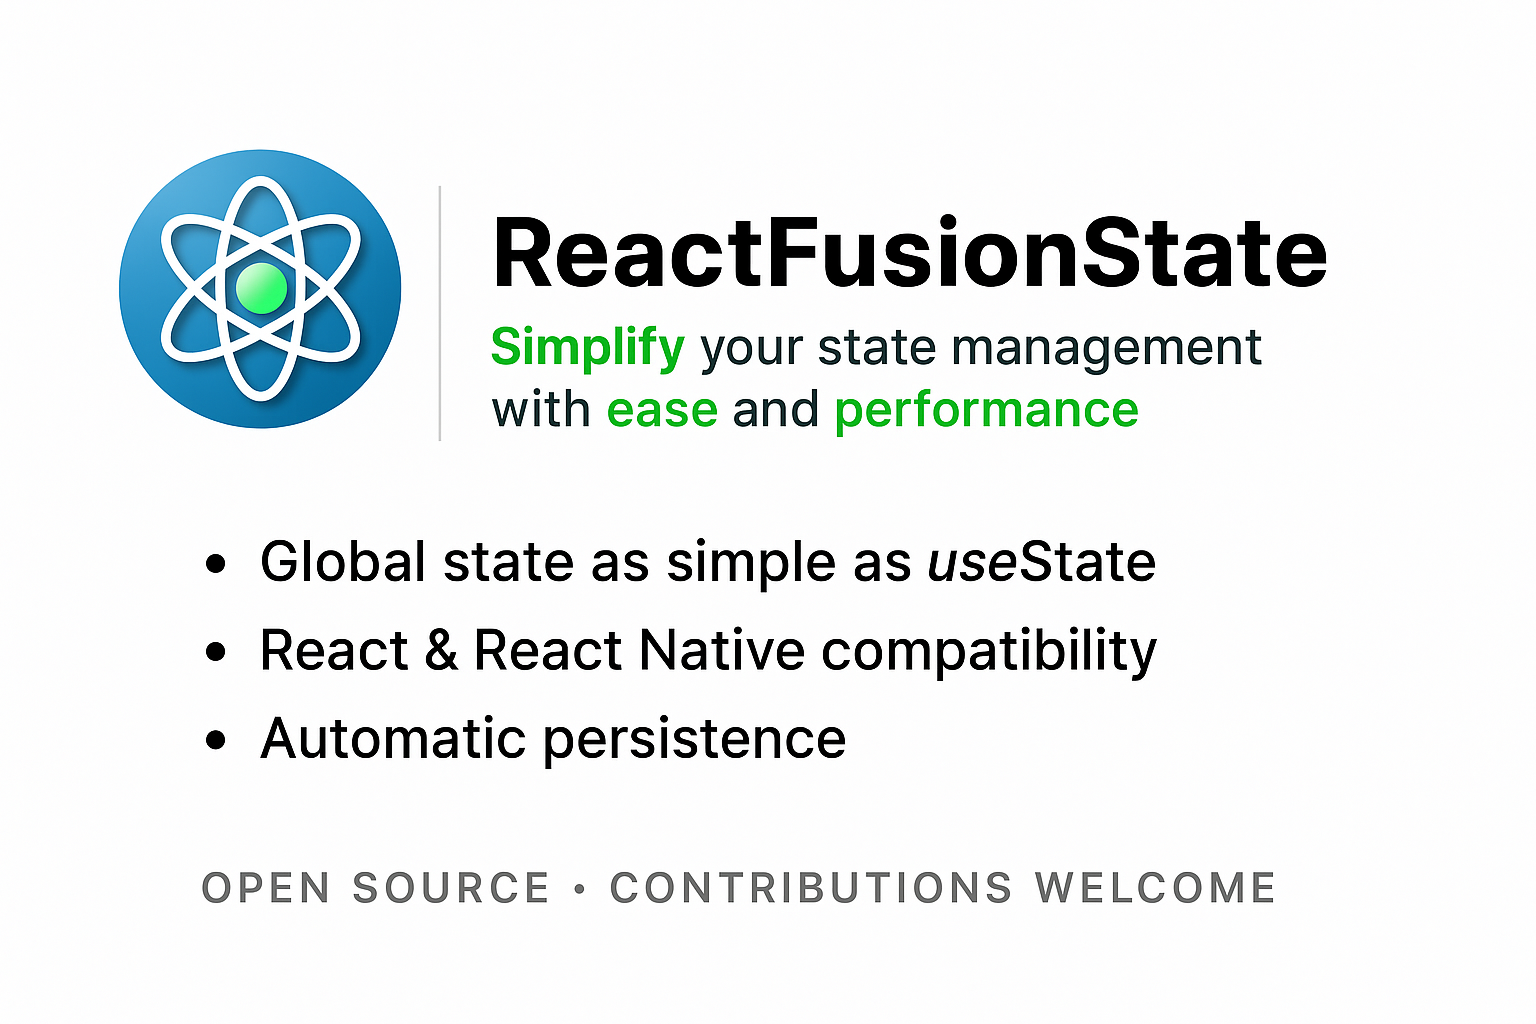 ReactFusionState
Simplify your state management
with ease and performance
• Global state as simple as useState
• React & React Native compatibility
• Automatic persistence
OPEN SOURCE • CONTRIBUTIONS WELCOME